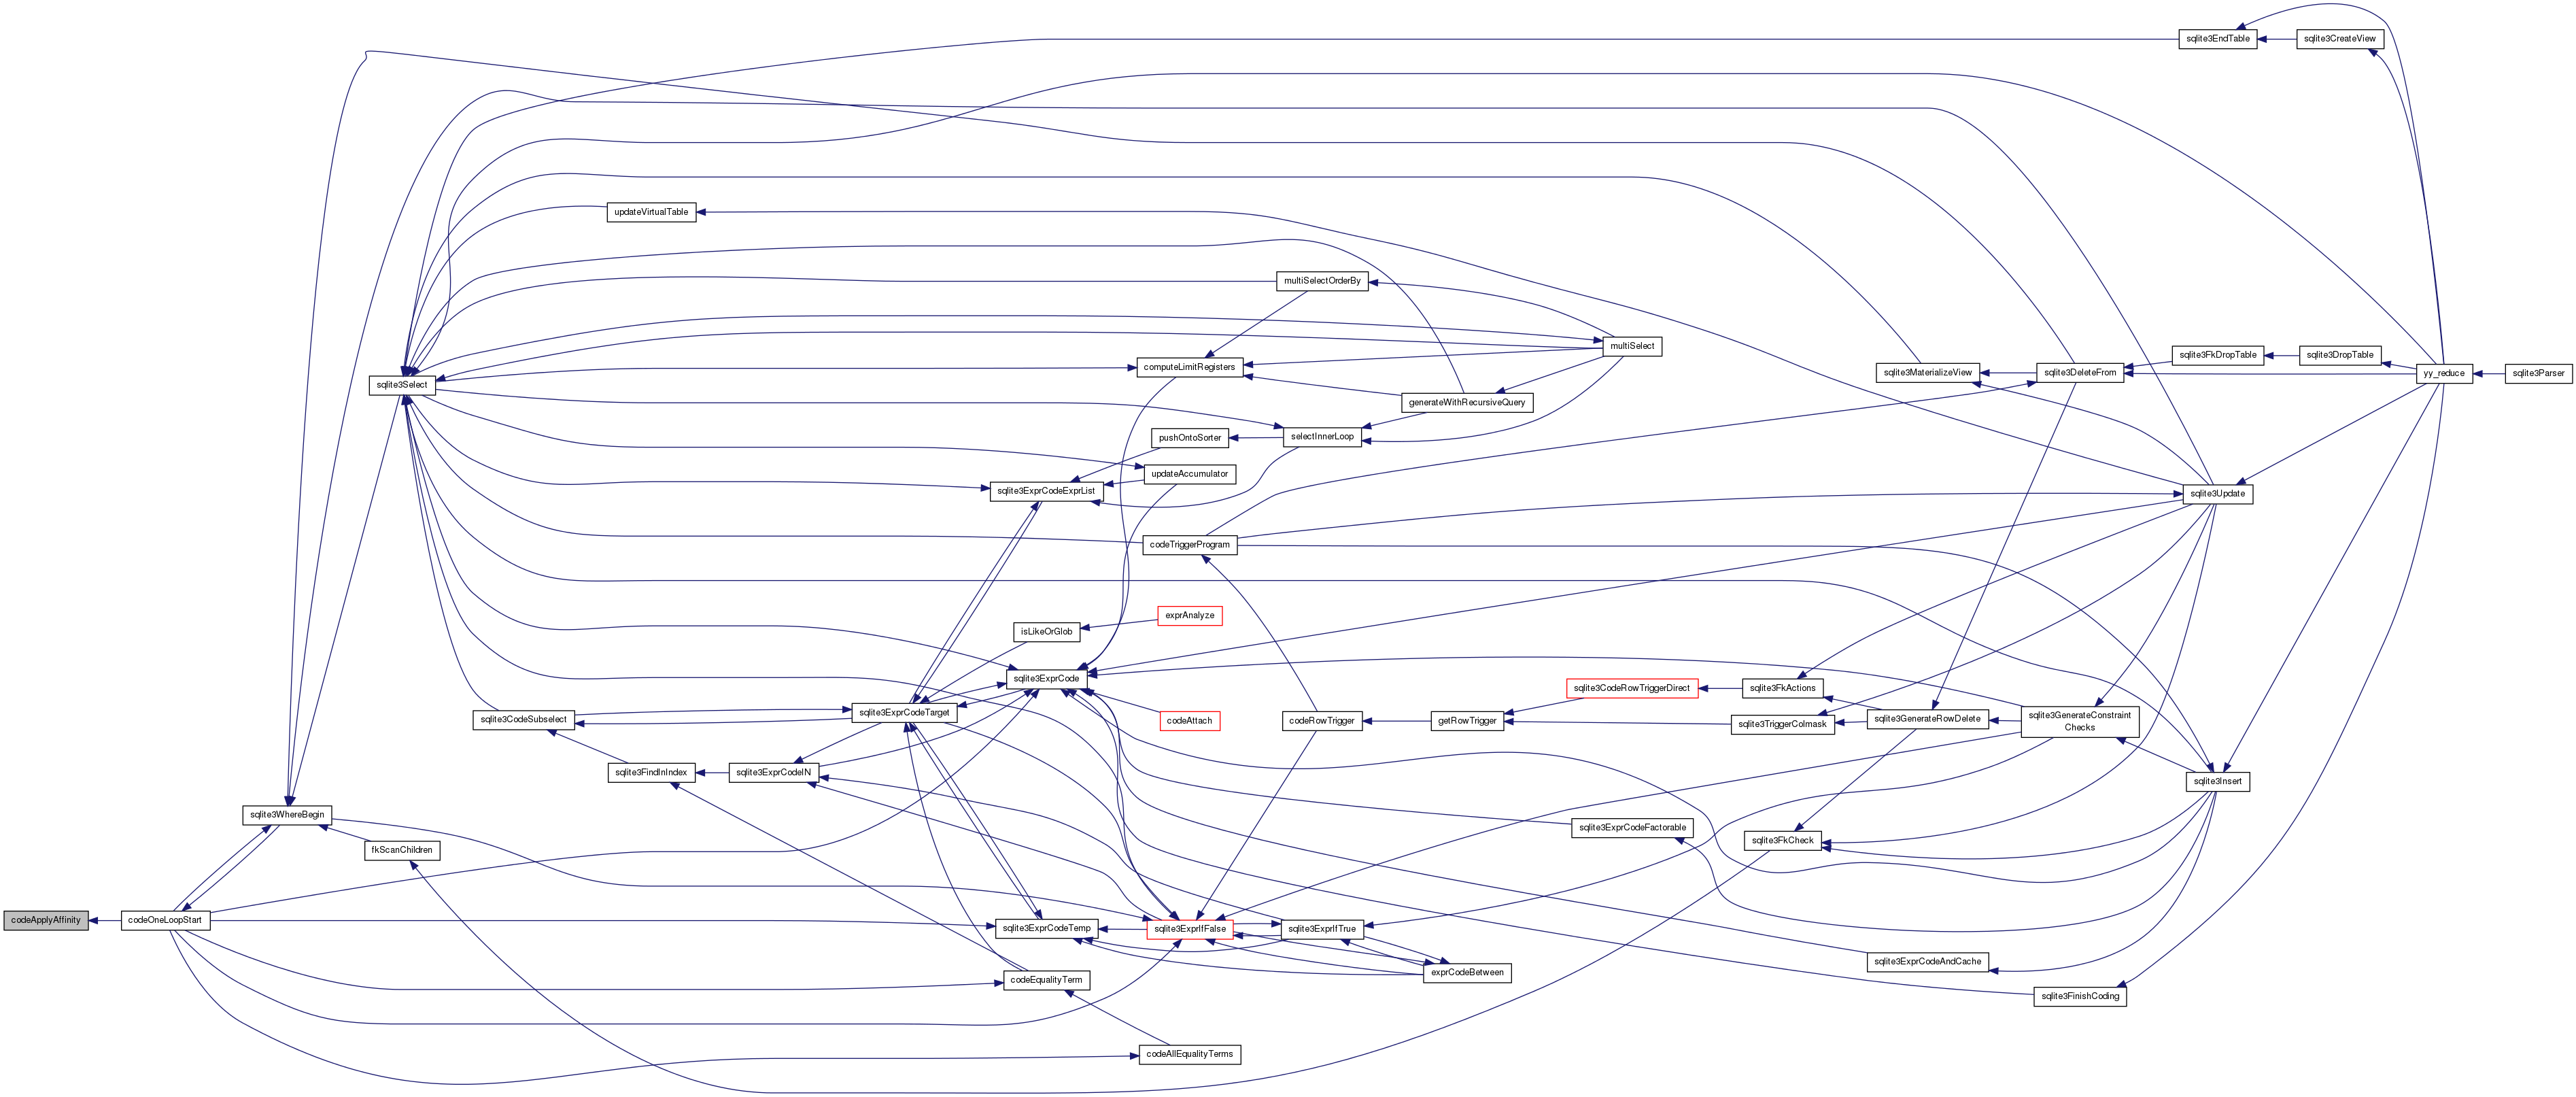 sqlite3EndTable
sqlite3CreateView
updateVirtualTable
multiSelectOrderBy
multiSelect
computeLimitRegisters
sqlite3FkDropTable
sqlite3DropTable
sqlite3MaterializeView
sqlite3DeleteFrom
yy_reduce
sqlite3Parser
sqlite3Select
generateWithRecursiveQuery
pushOntoSorter
selectInnerLoop
updateAccumulator
sqlite3ExprCodeExprList
sqlite3Update
codeTriggerProgram
exprAnalyze
isLikeOrGlob
sqlite3ExprCode
sqlite3CodeRowTriggerDirect
sqlite3FkActions
sqlite3CodeSubselect
sqlite3ExprCodeTarget
codeAttach
codeRowTrigger
getRowTrigger
sqlite3TriggerColmask
sqlite3GenerateRowDelete
sqlite3GenerateConstraint
Checks
sqlite3FindInIndex
sqlite3ExprCodeIN
sqlite3Insert
sqlite3WhereBegin
sqlite3ExprCodeFactorable
fkScanChildren
sqlite3FkCheck
codeApplyAffinity
codeOneLoopStart
sqlite3ExprCodeTemp
sqlite3ExprIfFalse
sqlite3ExprIfTrue
sqlite3ExprCodeAndCache
exprCodeBetween
codeEqualityTerm
sqlite3FinishCoding
codeAllEqualityTerms